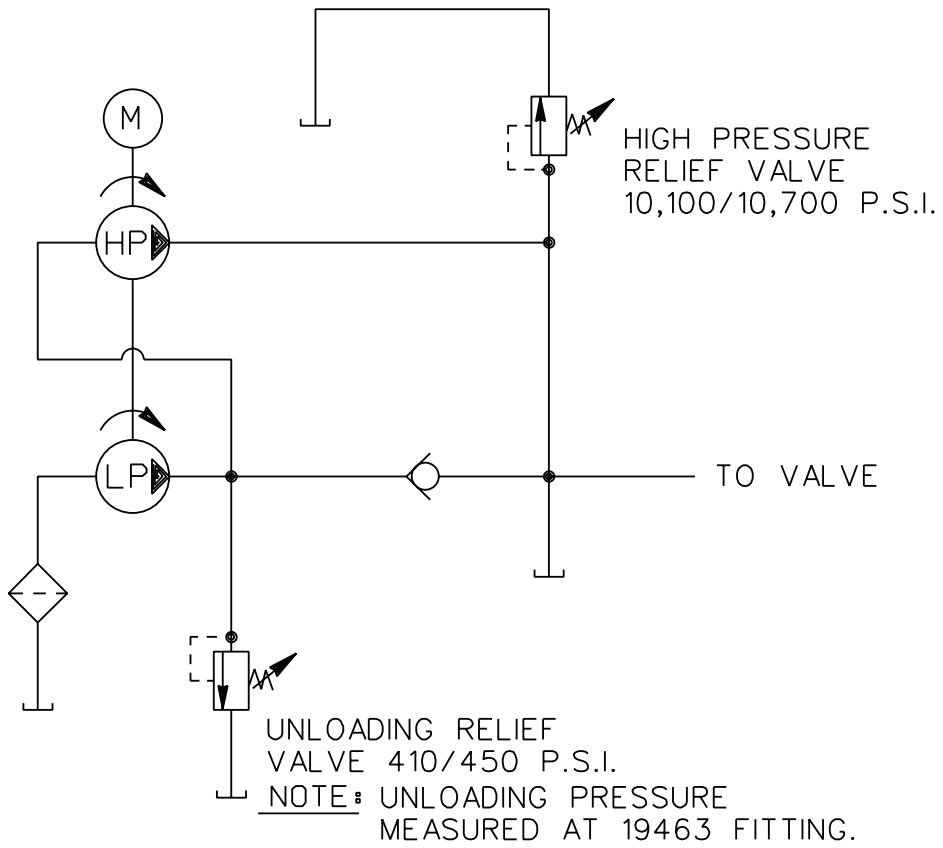 M
HIGH PRESSURE
RELIEF VALVE
10,100/10,700 P.S.I.
HP
LP
TO VALVE
UNLOADING RELIEF
VALVE 410/450 P.S.I.
NOTE: UNLOADING PRESSURE
MEASURED AT 19463 FITTING.